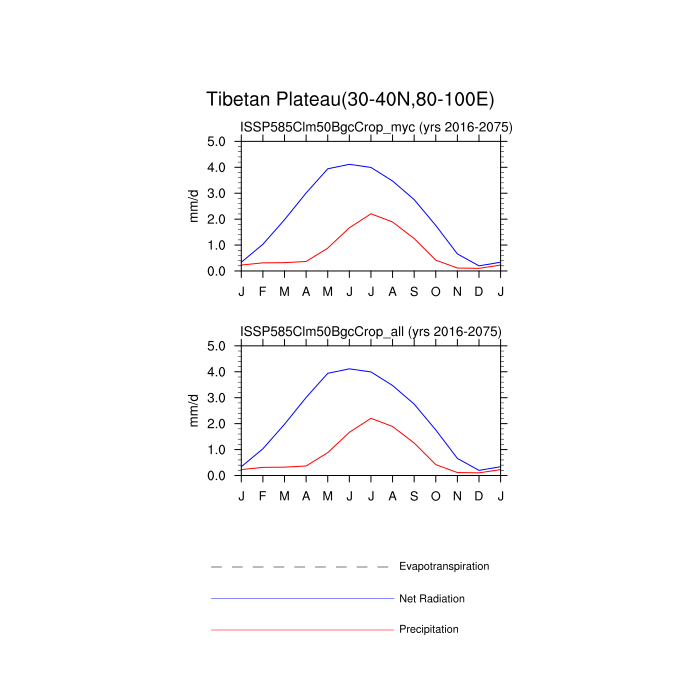 Tibetan Plateau(30-40N,80-100E)
ISSP585Clm50BgcCrop_myc (yrs 2016-2075)
5.0
4.0
3.0
2.0
1.0
0.0
mm/d
J F M A M J J A S O N D J
ISSP585Clm50BgcCrop_all (yrs 2016-2075)
5.0
4.0
3.0
2.0
1.0
0.0
mm/d
J F M A M J J A S O N D J
Evapotranspiration
Net Radiation
Precipitation